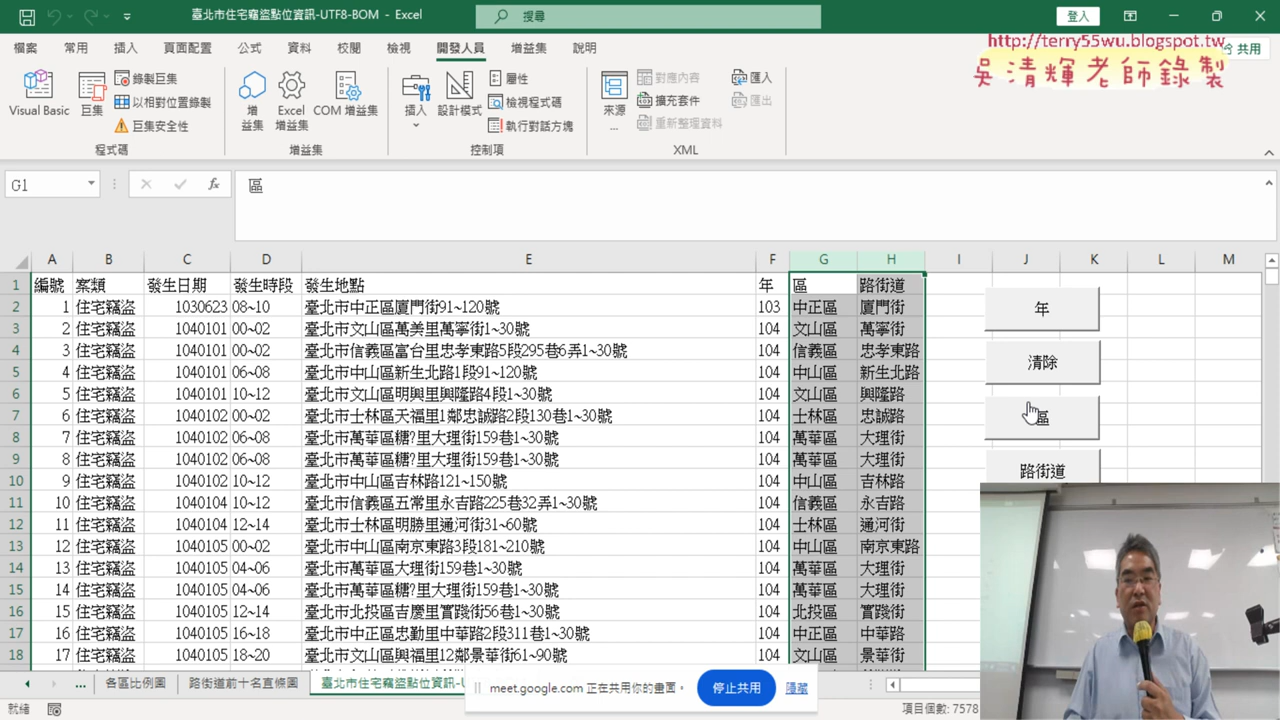 臺北市住宅竊盜點位資訊-UTF8-BOM - Excel
搜尋
登入
檔案 常用 插入 頁面配置 公式 資料 校閱 檢視 開發人員 增益集 說明
共用
http://terry55wu.blogspot.tw
吳清輝老師錄製
Visual Basic 巨集 錄製巨集 以相對位置錄製 巨集安全性 程式碼
增益集 Excel 增益集 COM 增益集 增益集
插入 設計模式 屬性 檢視程式碼 執行對話方塊 控制項
來源... 對應內容 擴充套件 重新整理資料 匯入 匯出 XML
G1 fx 區
A B C D E F G H I J K L M
1 編號 案類 發生日期 發生時段 發生地點 年 區 路街道
2 1 住宅竊盜 1030623 08~10 臺北市中正區廈門街91~120號 103 中正區 廈門街
3 2 住宅竊盜 1040101 00~02 臺北市文山區萬美里萬寧街1~30號 104 文山區 萬寧街
4 3 住宅竊盜 1040101 00~02 臺北市信義區富台里忠孝東路5段295巷6弄1~30號 104 信義區 忠孝東路
5 4 住宅竊盜 1040101 06~08 臺北市中山區新生北路1段91~120號 104 中山區 新生北路
6 5 住宅竊盜 1040101 10~12 臺北市文山區明興里興隆路4段1~30號 104 文山區 興隆路
7 6 住宅竊盜 1040102 00~02 臺北市士林區天福里1鄰忠誠路2段130巷1~30號 104 士林區 忠誠路
8 7 住宅竊盜 1040102 06~08 臺北市萬華區糖?里大理街159巷1~30號 104 萬華區 大理街
9 8 住宅竊盜 1040102 06~08 臺北市萬華區糖?里大理街159巷1~30號 104 萬華區 大理街
10 9 住宅竊盜 1040102 10~12 臺北市中山區吉林路121~150號 104 中山區 吉林路
11 10 住宅竊盜 1040104 10~12 臺北市信義區五常里永吉路225巷32弄1~30號 104 信義區 永吉路
12 11 住宅竊盜 1040104 12~14 臺北市士林區明勝里通河街31~60號 104 士林區 通河街
13 12 住宅竊盜 1040105 00~02 臺北市中山區南京東路3段181~210號 104 中山區 南京東路
14 13 住宅竊盜 1040105 04~06 臺北市萬華區大理街159巷1~30號 104 萬華區 大理街
15 14 住宅竊盜 1040105 04~06 臺北市萬華區糖?里大理街159巷1~30號 104 萬華區 大理街
16 15 住宅竊盜 1040105 12~14 臺北市北投區吉慶里實踐街56巷1~30號 104 北投區 實踐街
17 16 住宅竊盜 1040105 16~18 臺北市中正區忠勤里中華路2段311巷1~30號 104 中正區 中華路
18 17 住宅竊盜 1040105 18~20 臺北市文山區興福里12鄰景華街61~90號 104 文山區 景華街
年
清除
區
路街道
... 各區比例圖 路街道前十名直條圖 臺北市住宅竊盜點位資訊-U
meet.google.com 正在共用你的畫面。 停止共用 隱藏
就緒 項目個數: 7578